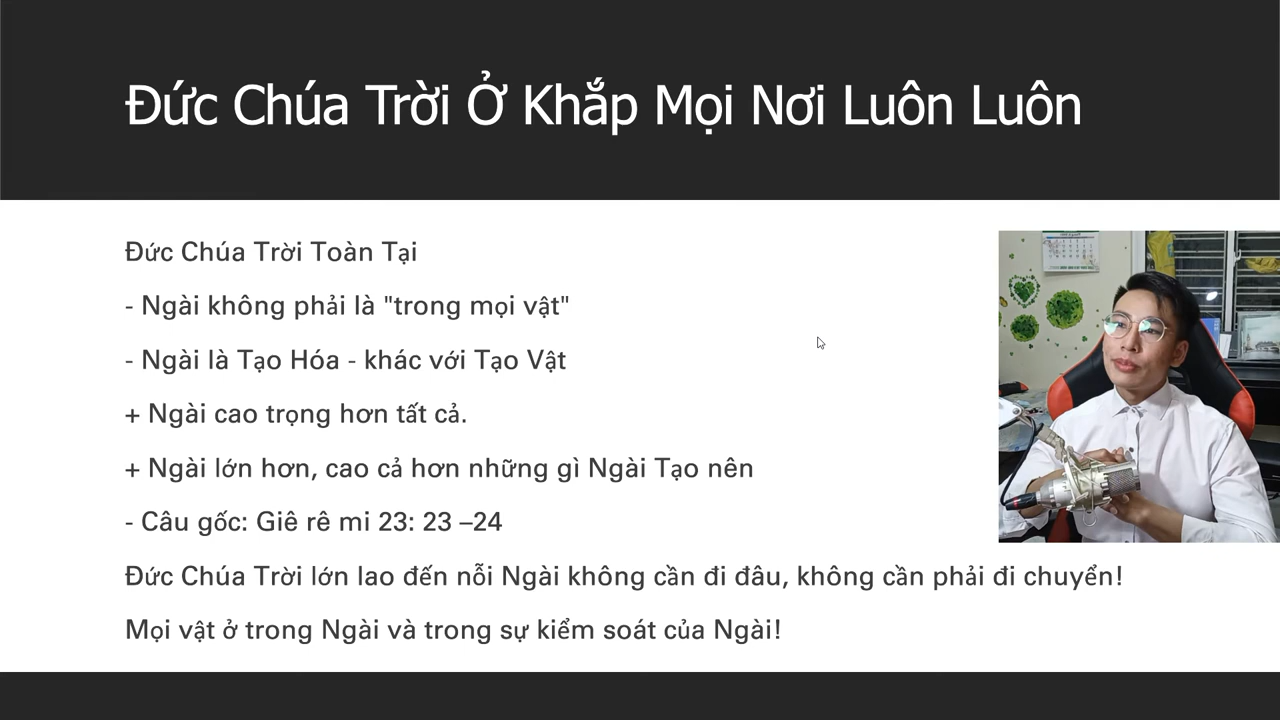 Đức Chúa Trời Ở Khắp Mọi Nơi Luôn Luôn
Đức Chúa Trời Toàn Tại
- Ngài không phải là "trong mọi vật"
- Ngài là Tạo Hóa - khác với Tạo Vật
+ Ngài cao trọng hơn tất cả.
+ Ngài lớn hơn, cao cả hơn những gì Ngài Tạo nên
- Câu gốc: Giê rê mi 23: 23 –24
Đức Chúa Trời lớn lao đến nỗi Ngài không cần đi đâu, không cần phải đi chuyển!
Mọi vật ở trong Ngài và trong sự kiểm soát của Ngài!